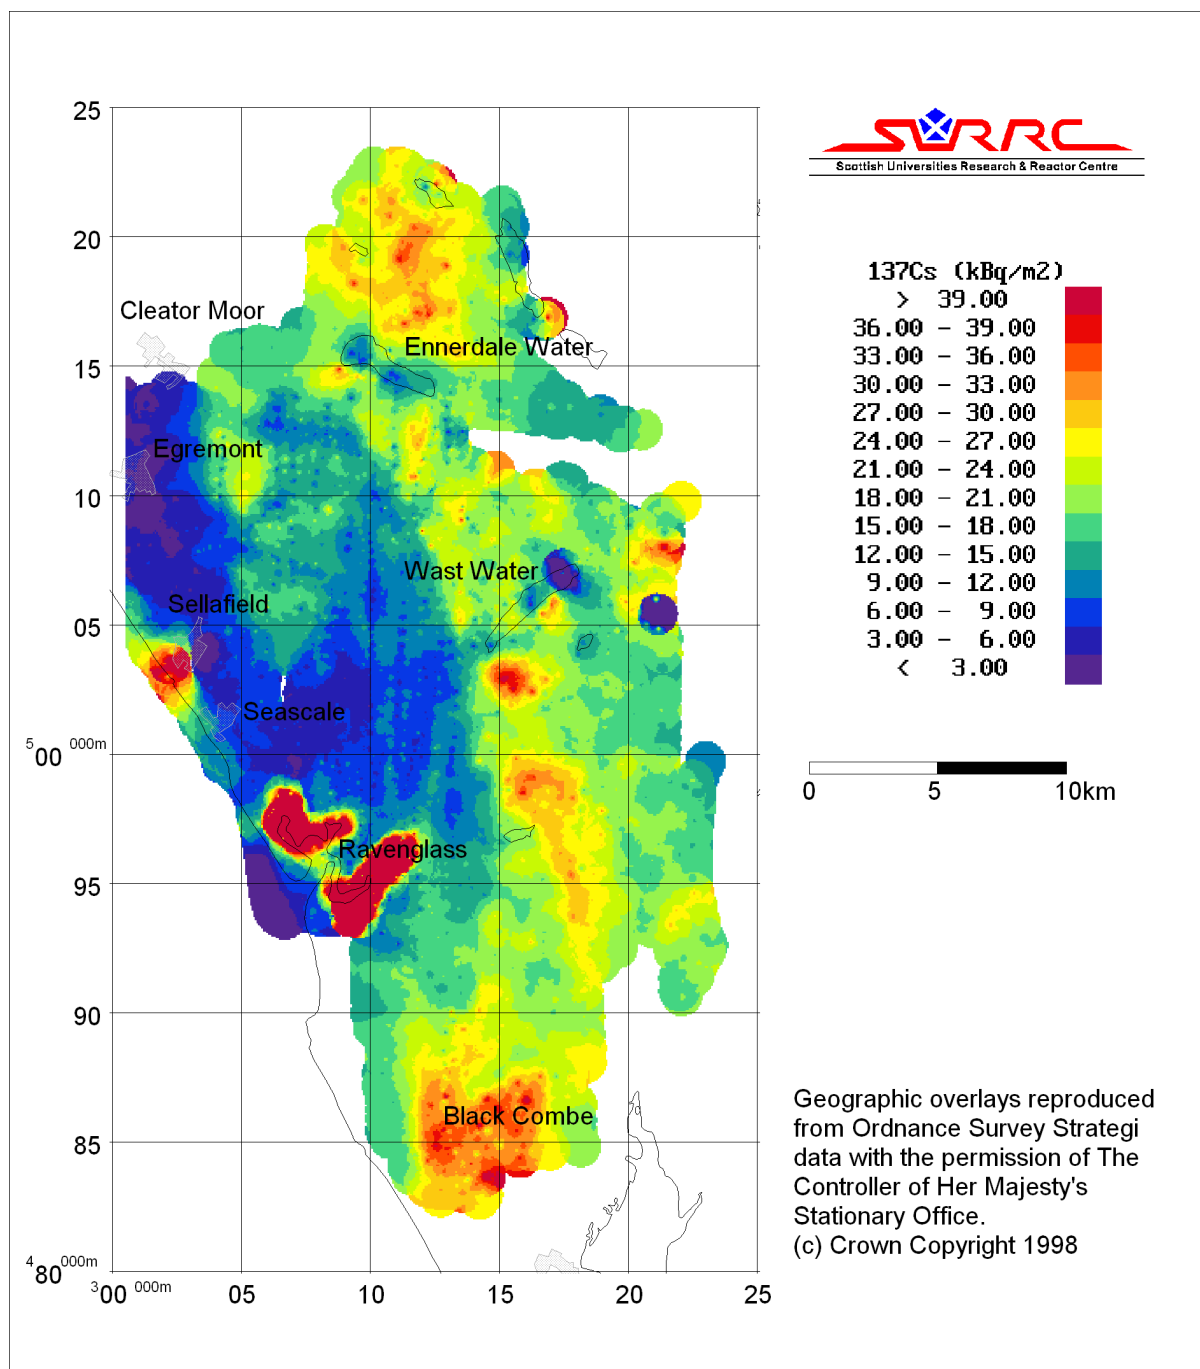 25
20
15
10
05
5 00 000m
95
90
85
4 80 000m
3 00 000m
05
10
15
20
25
Cleator Moor
Ennerdale Water
Egremont
Wast Water
Sellafield
Seascale
Ravenglass
Black Combe
SURRC
Scottish Universities Research & Reactor Centre
137Cs (kBq/m2)
> 39.00
36.00 - 39.00
33.00 - 36.00
30.00 - 33.00
27.00 - 30.00
24.00 - 27.00
21.00 - 24.00
18.00 - 21.00
15.00 - 18.00
12.00 - 15.00
9.00 - 12.00
6.00 - 9.00
3.00 - 6.00
< 3.00
0 5 10km
Geographic overlays reproduced
from Ordnance Survey Strategi
data with the permission of The
Controller of Her Majesty's
Stationary Office.
(c) Crown Copyright 1998